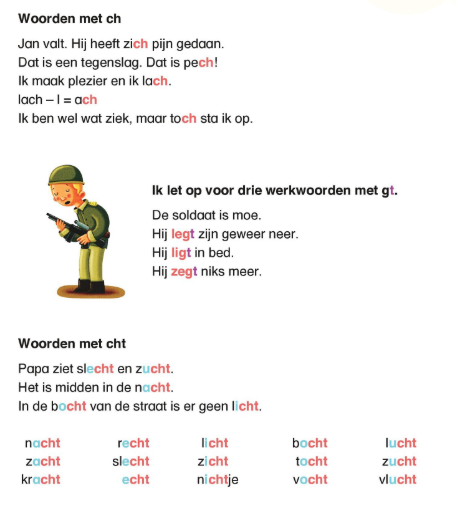 Woorden met ch
Jan valt. Hij heeft zich pijn gedaan.
Dat is een tegenslag. Dat is pech!
Ik maak plezier en ik lach.
lach – l = ach
Ik ben wel wat ziek, maar toch sta ik op.
Ik let op voor drie werkwoorden met gt.
De soldaat is moe.
Hij legt zijn geweer neer.
Hij ligt in bed.
Hij zegt niks meer.
Woorden met cht
Papa ziet slecht en zucht.
Het is midden in de nacht.
In de bocht van de straat is er geen licht.
nacht recht licht bocht lucht
zacht slecht zicht tocht zucht
kracht echt nichtje vocht vlucht